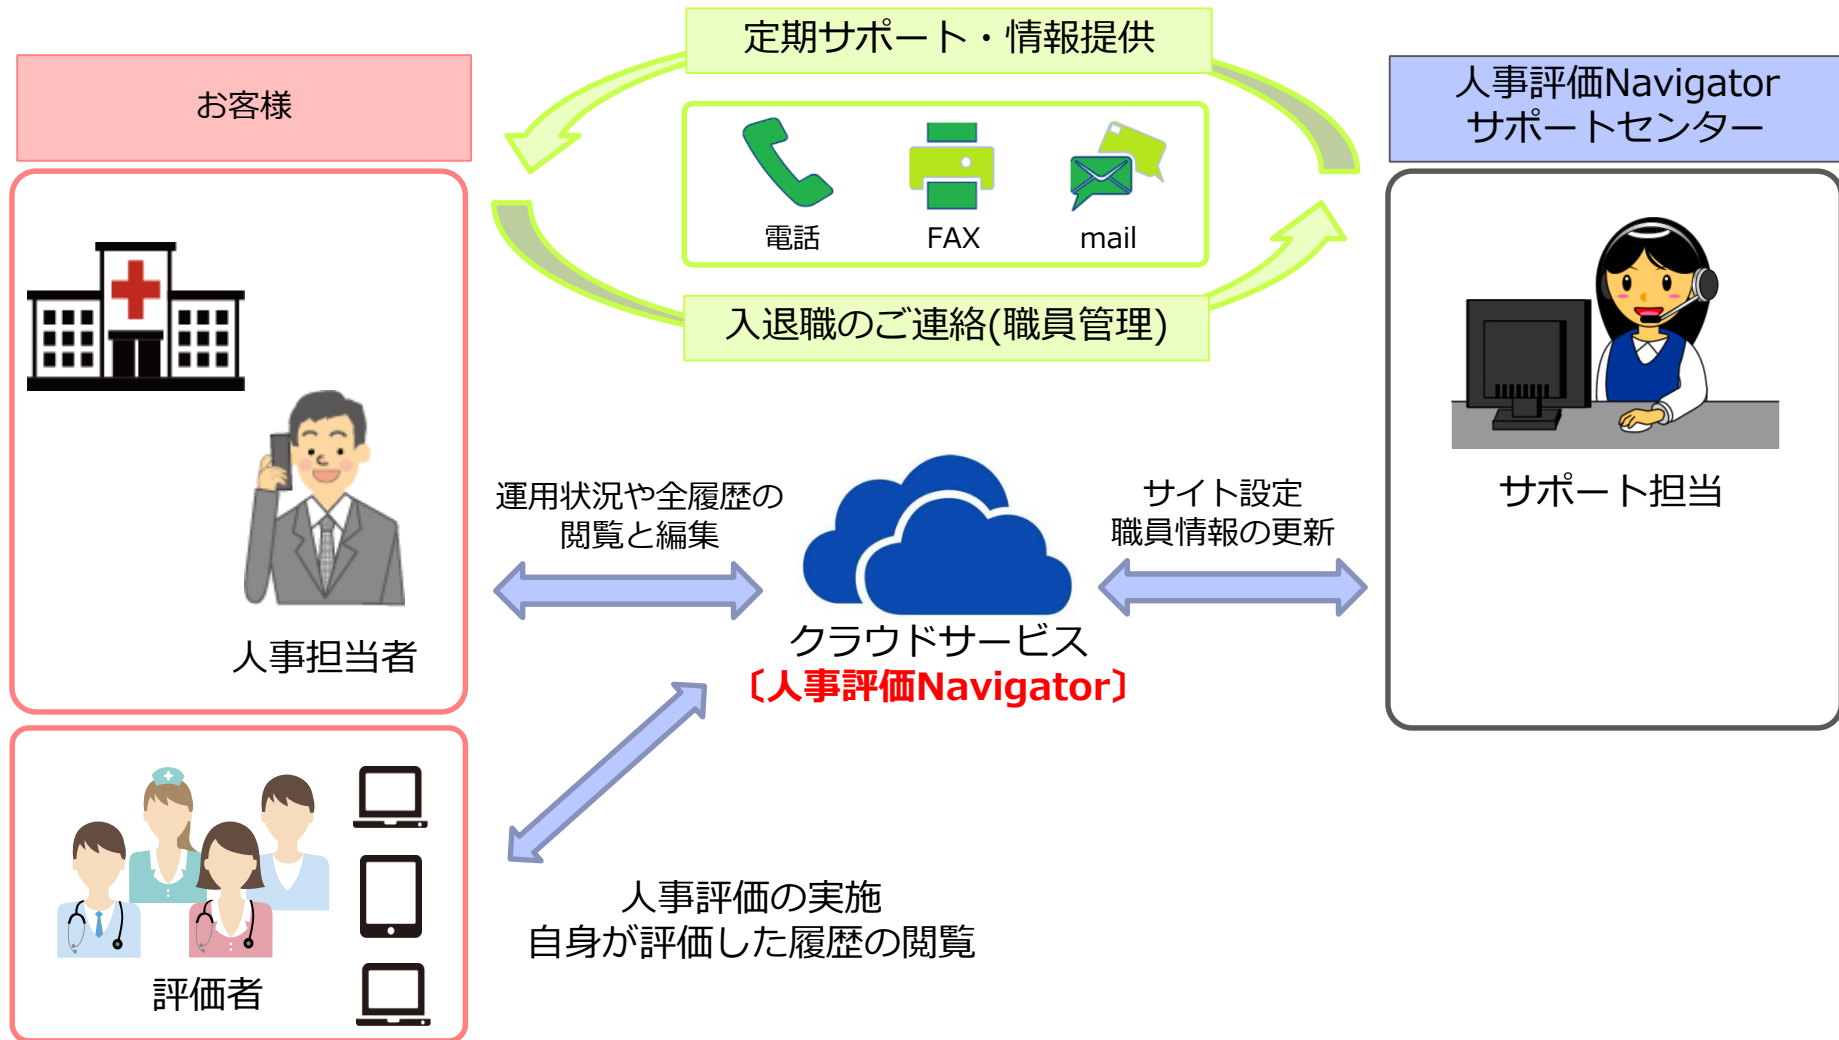 定期サポート・情報提供
お客様
人事評価Navigator
サポートセンター
電話
FAX
mail
入退職のご連絡(職員管理)
運用状況や全履歴の
閲覧と編集
サイト設定
職員情報の更新
サポート担当
人事担当者
クラウドサービス
〔人事評価Navigator〕
人事評価の実施
自身が評価した履歴の閲覧
評価者